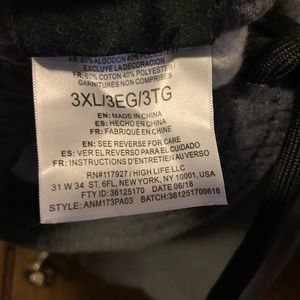 ES: 60% ALGODON 40% POLIESTER/
EXCLUYE LA DECORACION
FR: 60% COTON 40% POLYESTER/
GARNITURES NON COMPRISES
3XL/3EG/3TG
EN: MADE IN CHINA
ES: HECHO EN CHINA
FR: FABRIQUÉ EN CHINE
EN: SEE REVERSE FOR CARE
ES: VER EL REVERSO PARA EL CUIDADO
FR: INSTRUCTIONS D'ENTRETIEN AU VERSO
RN#117927 / HIGH LIFE LLC
31 W 34 ST, 6FL, NEW YORK, NY 10001, USA
FTY ID: 36125170 DATE 06/18
STYLE: ANM173PA03 BATCH:361251700618